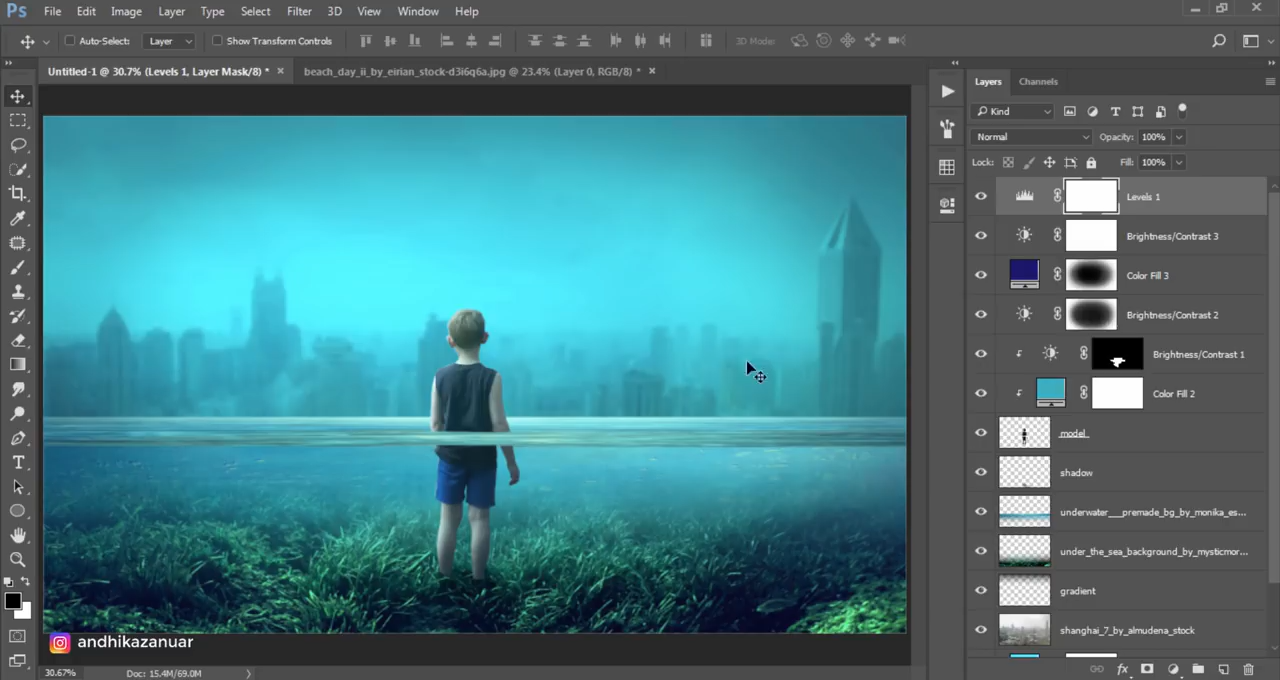 Ps File Edit Image Layer Type Select Filter 3D View Window Help
Auto-Select: Layer Show Transform Controls 3D Mode:
Untitled-1 @ 30.7% (Levels 1, Layer Mask/8) * × beach_day_ii_by_eirian_stock-d3i6q6a.jpg @ 23.4% (Layer 0, RGB/8) * ×
Layers Channels
Kind
Normal Opacity: 100%
Lock: Fill: 100%
Levels 1
Brightness/Contrast 3
Color Fill 3
Brightness/Contrast 2
Brightness/Contrast 1
Color Fill 2
model
shadow
underwater___premade_bg_by_monika_es...
under_the_sea_background_by_mysticmor...
gradient
shanghai_7_by_almudena_stock
andhikazanuar
30.67% Doc: 15.4M/69.0M
fx